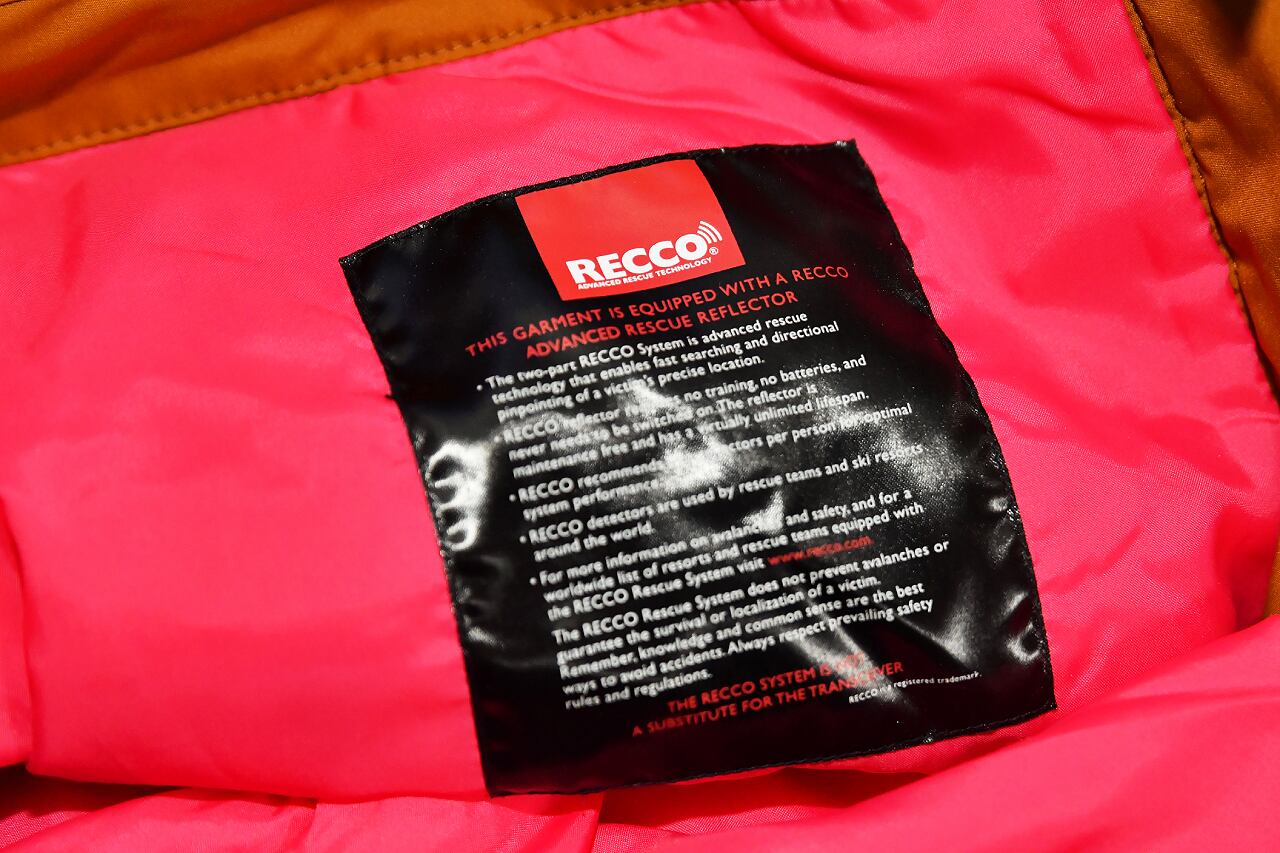 RECCO®
ADVANCED RESCUE TECHNOLOGY
THIS GARMENT IS EQUIPPED WITH A RECCO
ADVANCED RESCUE REFLECTOR
• The two-part RECCO System is advanced rescue
technology that enables fast searching and directional
pinpointing of a victim's precise location.
• RECCO reflector no training, no batteries, and
never needs to be switched on. The reflector is
maintenance free and has a virtually unlimited lifespan.
• RECCO recommends per person for optimal
system performance.
• RECCO detectors are used by rescue teams and ski resorts
around the world.
• For more information on avalanche and safety, and for a
worldwide list of resorts and rescue teams equipped with
the RECCO Rescue System visit www.recco.com
The RECCO Rescue System does not prevent avalanches or
guarantee the survival or localization of a victim.
Remember, knowledge and common sense are the best
ways to avoid accidents. Always respect prevailing safety
rules and regulations.
THE RECCO SYSTEM IS NOT
A SUBSTITUTE FOR THE TRANSCEIVER
RECCO is a registered trademark.